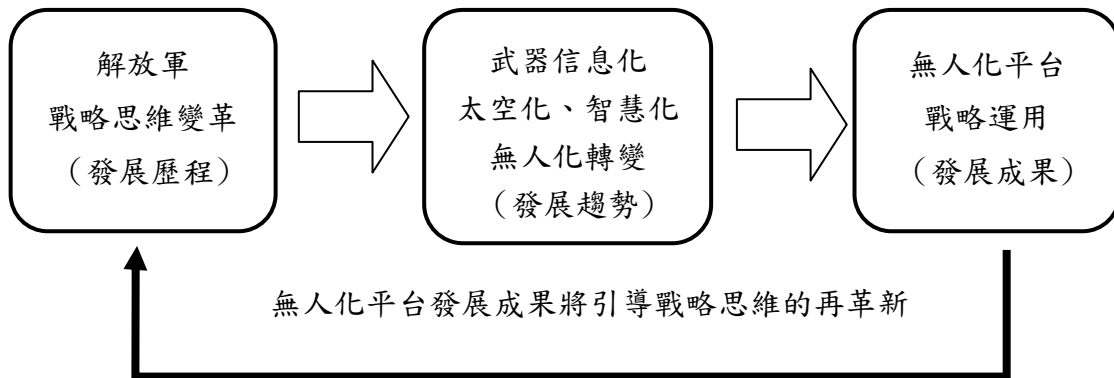 解放軍
戰略思維變革
（發展歷程）
武器信息化
太空化、智慧化
無人化轉變
（發展趨勢）
無人化平台
戰略運用
（發展成果）
無人化平台發展成果將引導戰略思維的再革新